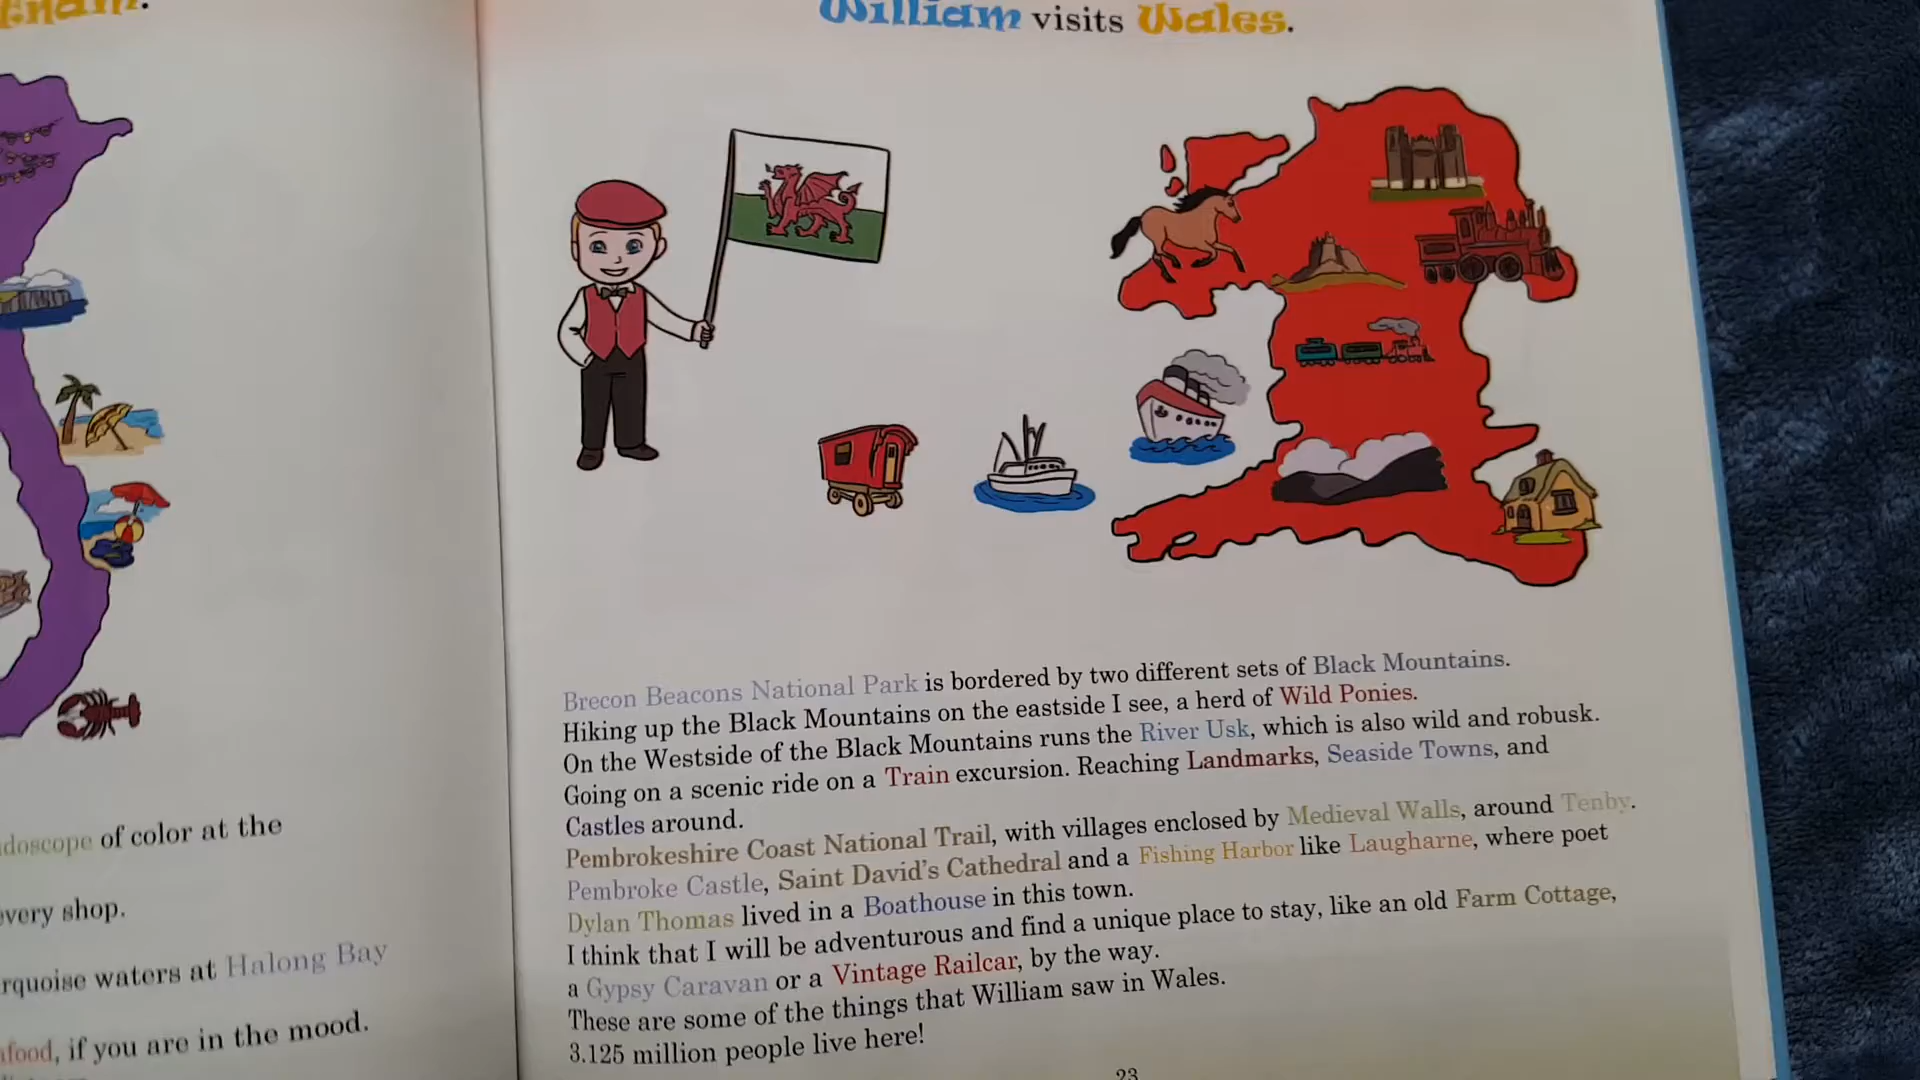 of color at the
every shop.
waters at Halong Bay
if you are in the mood.
William visits Wales.
Brecon Beacons National Park is bordered by two different sets of Black Mountains.
Hiking up the Black Mountains on the eastside I see, a herd of Wild Ponies.
On the Westside of the Black Mountains runs the River Usk, which is also wild and robusk.
Going on a scenic ride on a Train excursion. Reaching Landmarks, Seaside Towns, and
Castles around.
Pembrokeshire Coast National Trail, with villages enclosed by Medieval Walls, around Tenby.
Pembroke Castle, Saint David's Cathedral and a Fishing Harbor like Laugharne, where poet
Dylan Thomas lived in a Boathouse in this town.
I think that I will be adventurous and find a unique place to stay, like an old Farm Cottage,
a Gypsy Caravan or a Vintage Railcar, by the way.
These are some of the things that William saw in Wales.
3.125 million people live here!
23